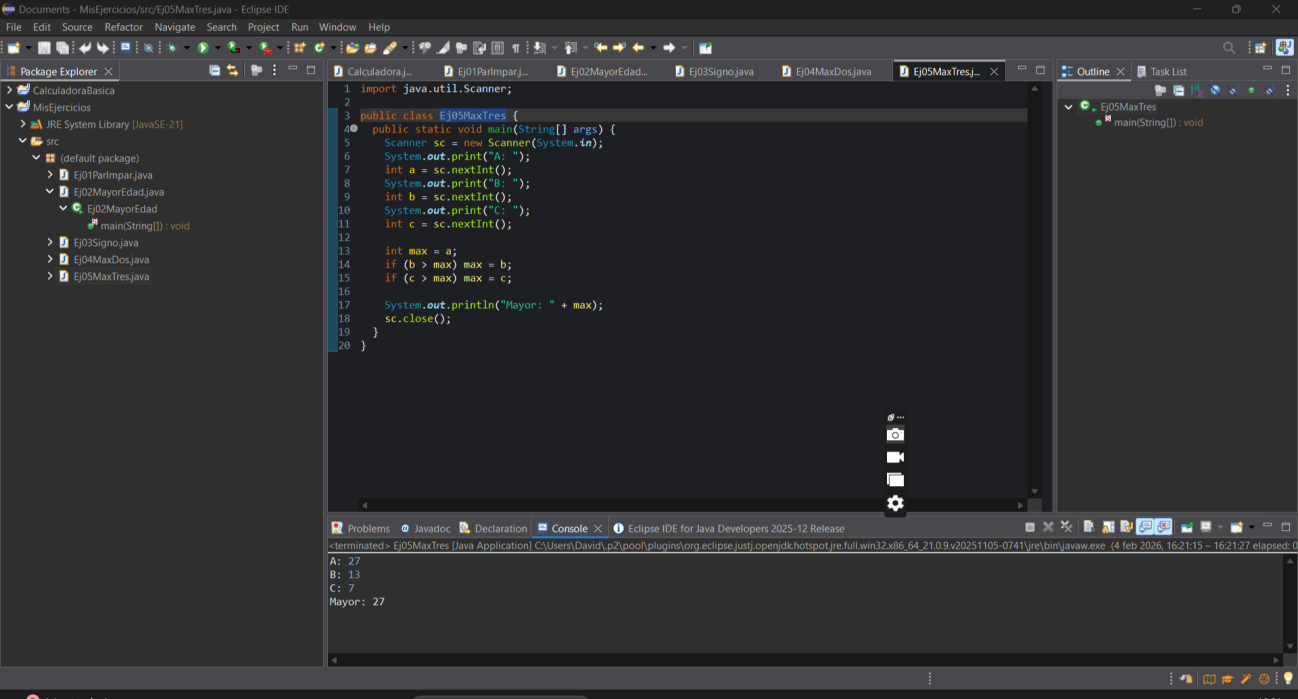 Documents - MisEjercicios/src/Ej05MaxTres.java - Eclipse IDE
File Edit Source Refactor Navigate Search Project Run Window Help
Package Explorer
CalculadoraBasica
MisEjercicios
JRE System Library [JavaSE-21]
src
(default package)
Ej01ParImpar.java
Ej02MayorEdad.java
Ej02MayorEdad
main(String[]) : void
Ej03Signo.java
Ej04MaxDos.java
Ej05MaxTres.java
Calculadora.j... Ej01ParImpar.j... Ej02MayorEdad... Ej03Signo.java Ej04MaxDos.java Ej05MaxTres.j...
1 import java.util.Scanner;
2
3 public class Ej05MaxTres {
4 public static void main(String[] args) {
5 Scanner sc = new Scanner(System.in);
6 System.out.print("A: ");
7 int a = sc.nextInt();
8 System.out.print("B: ");
9 int b = sc.nextInt();
10 System.out.print("C: ");
11 int c = sc.nextInt();
12
13 int max = a;
14 if (b > max) max = b;
15 if (c > max) max = c;
16
17 System.out.println("Mayor: " + max);
18 sc.close();
19 }
20 }
Outline Task List
Ej05MaxTres
main(String[]) : void
Problems Javadoc Declaration Console Eclipse IDE for Java Developers 2025-12 Release
<terminated> Ej05MaxTres [Java Application] C:\Users\David\.p2\pool\plugins\org.eclipse.justj.openjdk.hotspot.jre.full.win32.x86_64_21.0.9.v20251105-0741\jre\bin\javaw.exe (4 feb 2026, 16:21:15 – 16:21:27 elapsed: 0
A: 27
B: 13
C: 7
Mayor: 27